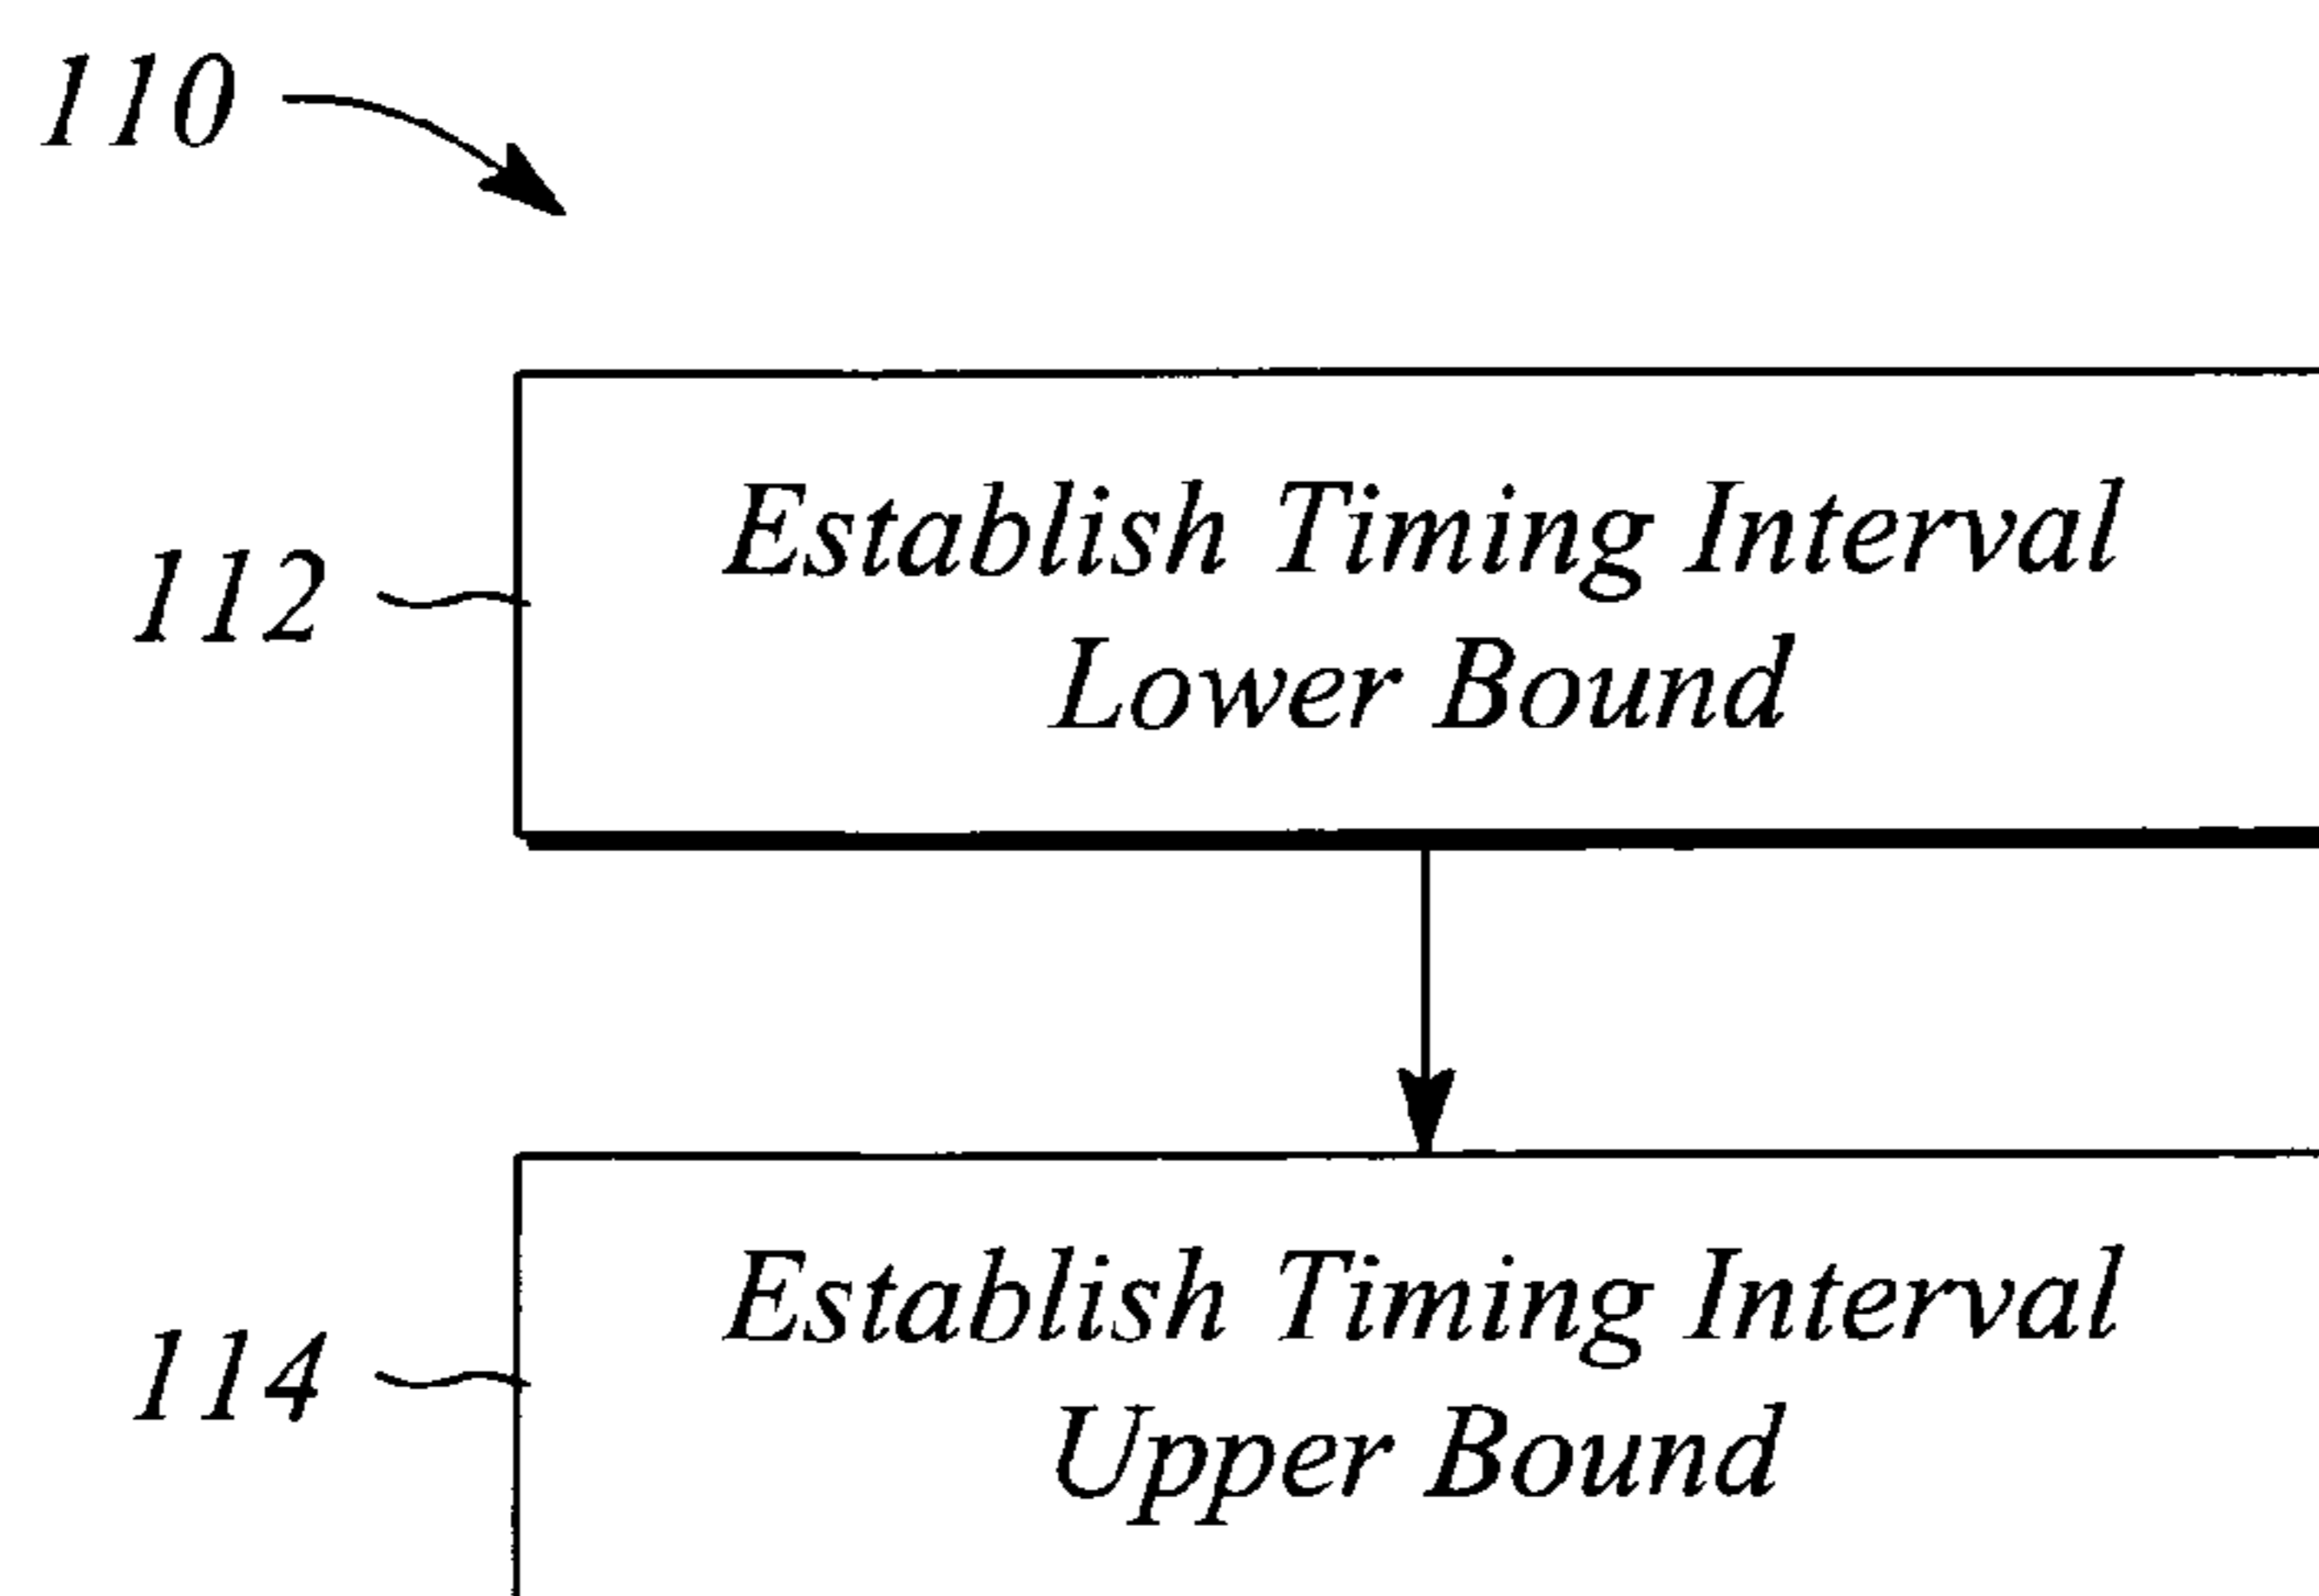 110
112
Establish Timing Interval
Lower Bound
114
Establish Timing Interval
Upper Bound